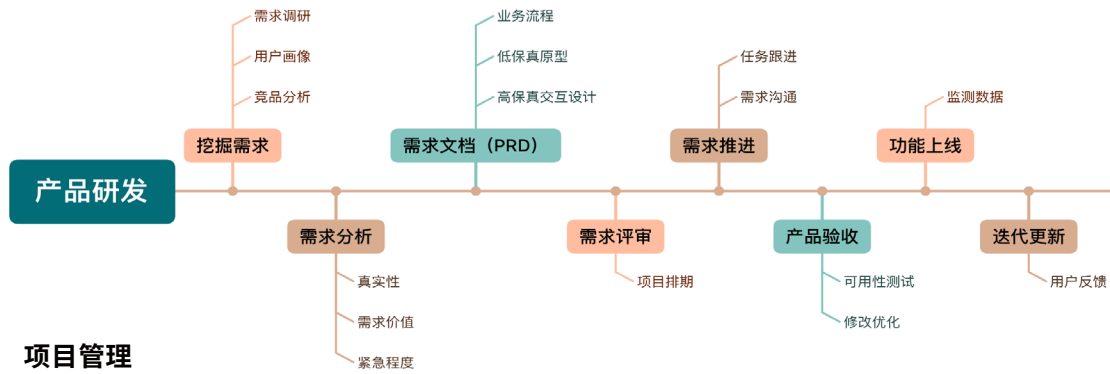 需求调研
用户画像
竞品分析
挖掘需求
业务流程
低保真原型
高保真交互设计
需求文档（PRD）
任务跟进
需求沟通
需求推进
监测数据
功能上线
产品研发
需求分析
真实性
需求价值
紧急程度
需求评审
项目排期
产品验收
可用性测试
修改优化
迭代更新
用户反馈
项目管理